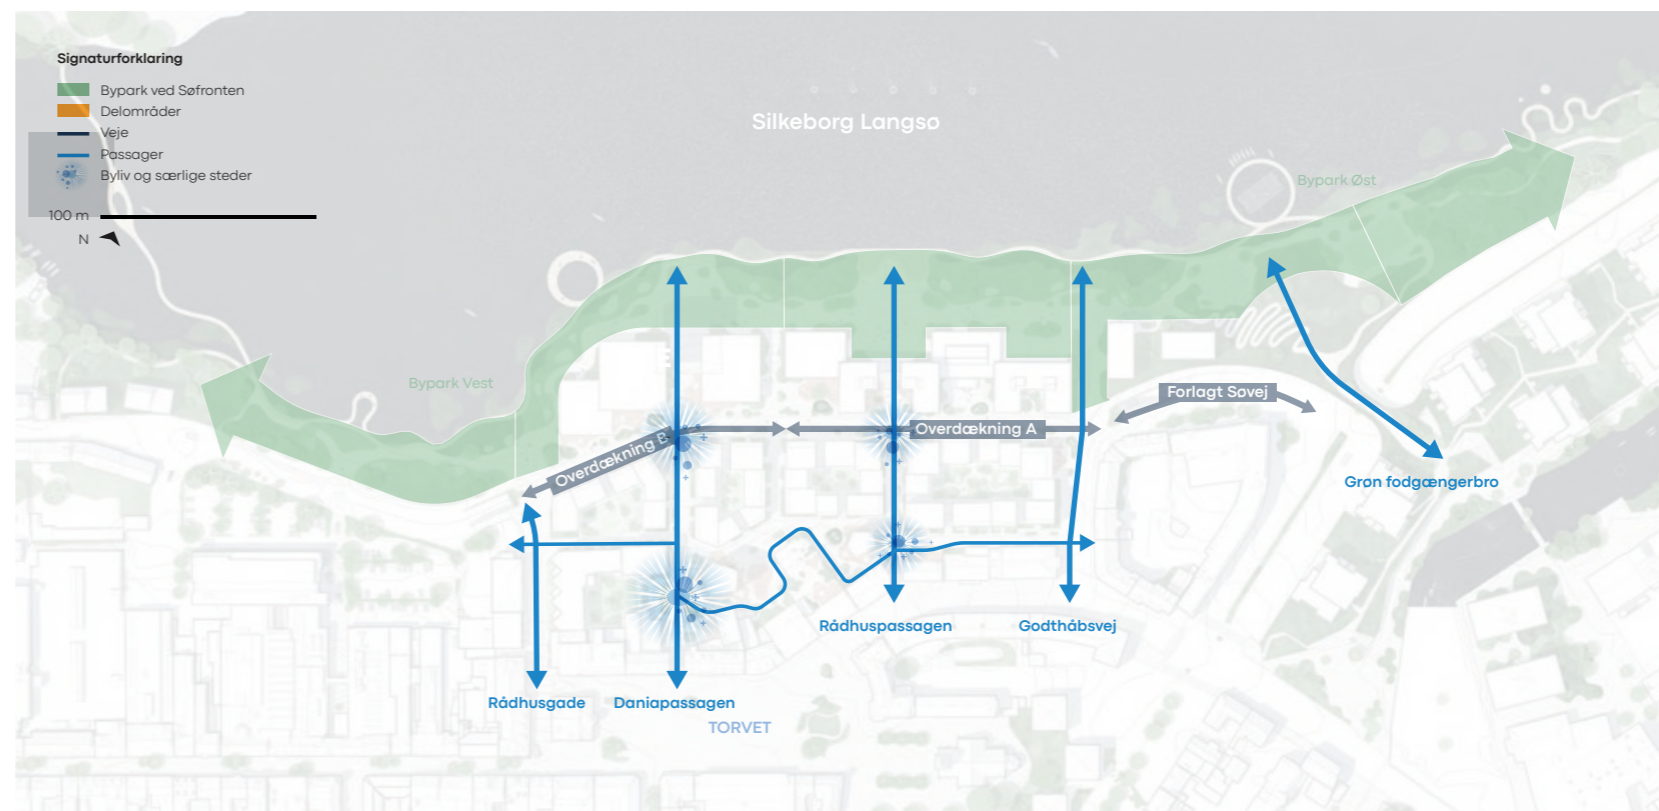 Signaturforklaring
Bypark ved Søfronten
Delområder
Veje
Passager
Byliv og særlige steder
100 m
N
Silkeborg Langsø
Bypark Øst
Bypark Vest
Forlagt Søvej
Overdækning B
Overdækning A
Grøn fodgængerbro
Rådhuspassagen
Godthåbsvej
Rådhusgade
Daniapassagen
TORVET